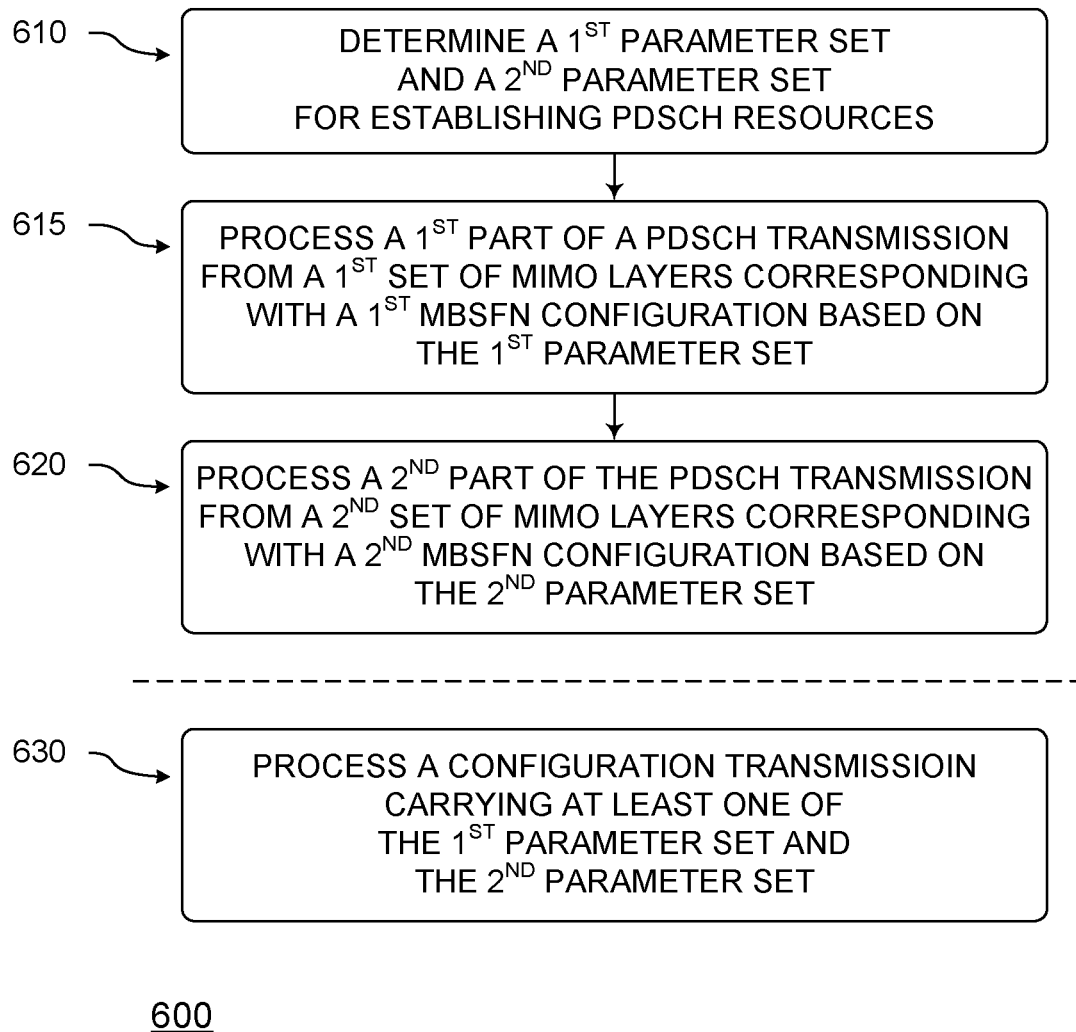 610
DETERMINE A 1ST PARAMETER SET
AND A 2ND PARAMETER SET
FOR ESTABLISHING PDSCH RESOURCES
615
PROCESS A 1ST PART OF A PDSCH TRANSMISSION
FROM A 1ST SET OF MIMO LAYERS CORRESPONDING
WITH A 1ST MBSFN CONFIGURATION BASED ON
THE 1ST PARAMETER SET
620
PROCESS A 2ND PART OF THE PDSCH TRANSMISSION
FROM A 2ND SET OF MIMO LAYERS CORRESPONDING
WITH A 2ND MBSFN CONFIGURATION BASED ON
THE 2ND PARAMETER SET
630
PROCESS A CONFIGURATION TRANSMISSIOIN
CARRYING AT LEAST ONE OF
THE 1ST PARAMETER SET AND
THE 2ND PARAMETER SET
600